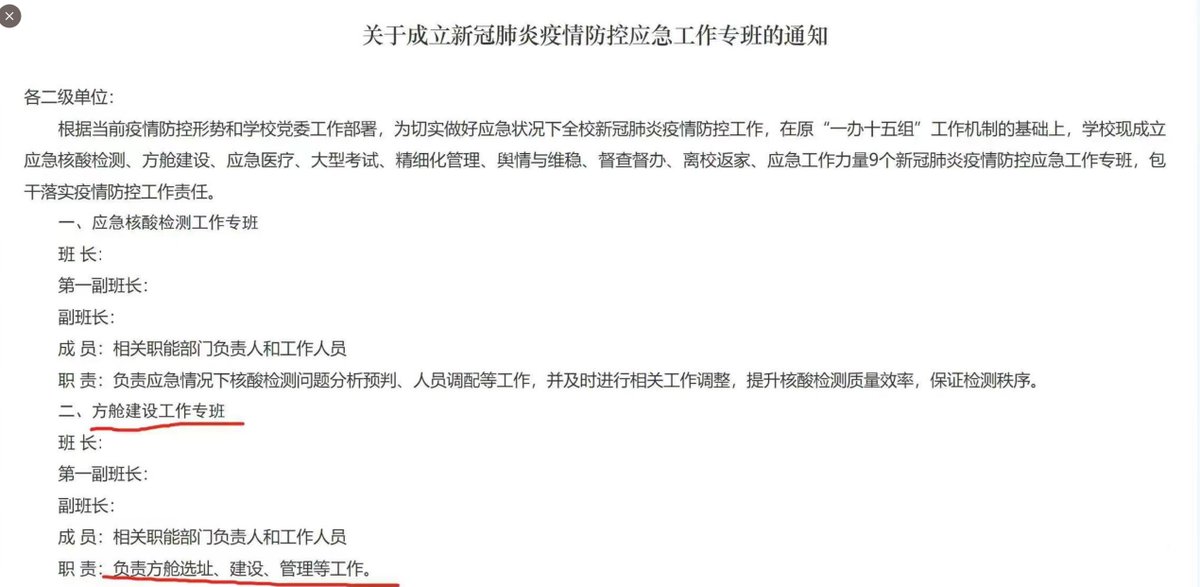 关于成立新冠肺炎疫情防控应急工作专班的通知
各二级单位：
根据当前疫情防控形势和学校党委工作部署，为切实做好应急状况下全校新冠肺炎疫情防控工作，在原“一办十五组”工作机制的基础上，学校现成立
应急核酸检测、方舱建设、应急医疗、大型考试、精细化管理、舆情与维稳、督查督办、离校返家、应急工作力量9个新冠肺炎疫情防控应急工作专班，包
干落实疫情防控工作责任。
一、应急核酸检测工作专班
班 长：
第一副班长：
副班长：
成 员：相关职能部门负责人和工作人员
职 责：负责应急情况下核酸检测问题分析预判、人员调配等工作，并及时进行相关工作调整，提升核酸检测质量效率，保证检测秩序。
二、方舱建设工作专班
班 长：
第一副班长：
副班长：
成 员：相关职能部门负责人和工作人员
职 责：负责方舱选址、建设、管理等工作。